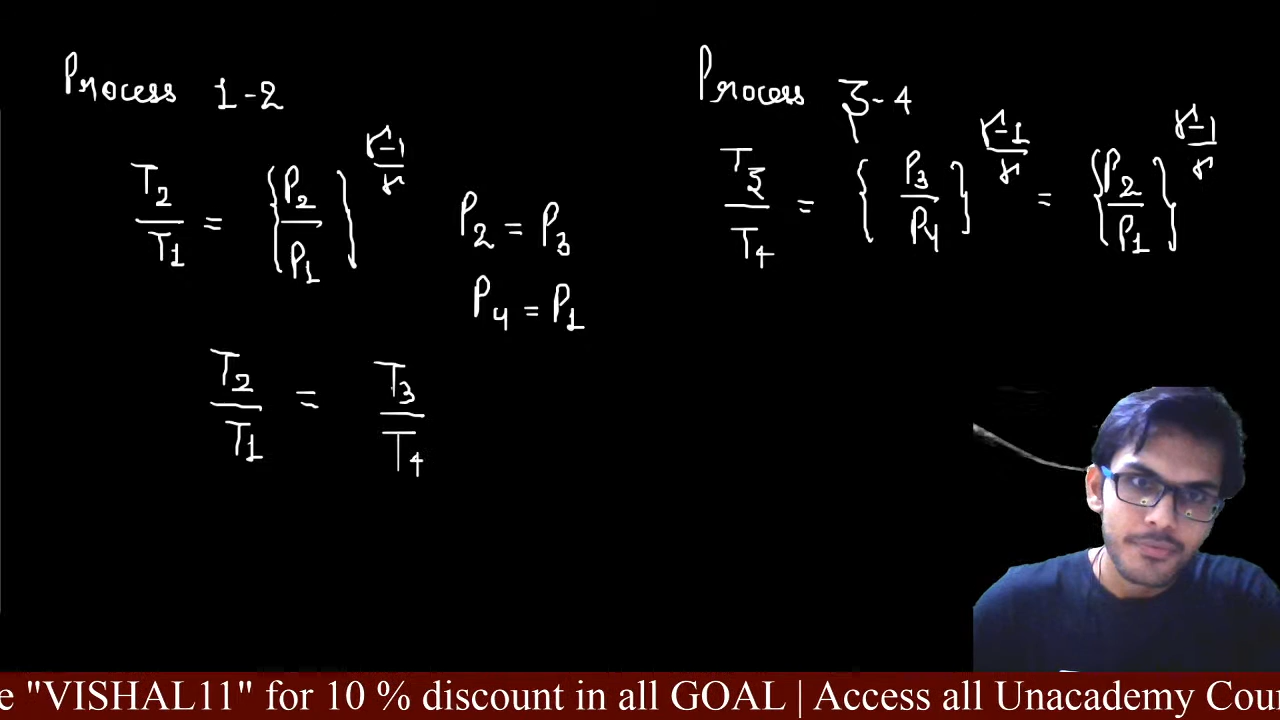 Process 1-2
T2/T1 = {P2/P1}^(γ-1)/γ
P2 = P3
P4 = P1
T2/T1 = T3/T4
Process 3-4
T3/T4 = {P3/P4}^(γ-1)/γ = {P2/P1}^(γ-1)/γ
e "VISHAL11" for 10 % discount in all GOAL | Access all Unacademy Cour